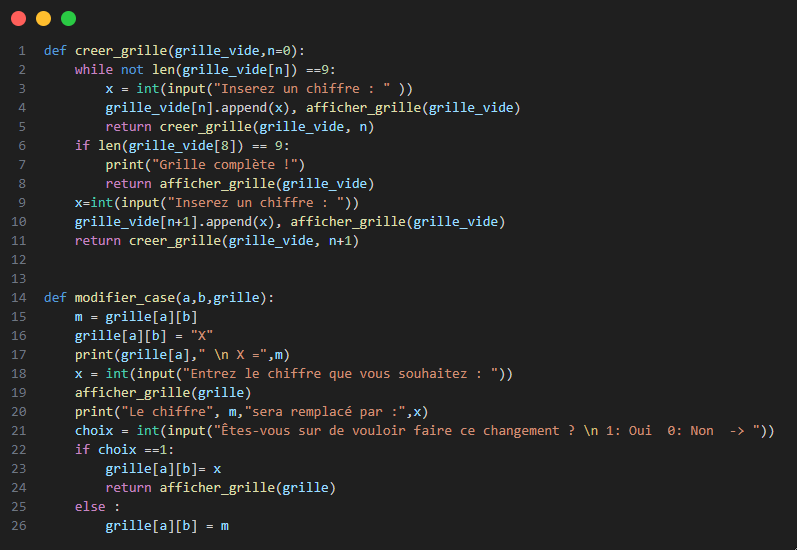 1 def creer_grille(grille_vide,n=0):
2     while not len(grille_vide[n]) ==9:
3         x = int(input("Inserez un chiffre : " ))
4         grille_vide[n].append(x), afficher_grille(grille_vide)
5         return creer_grille(grille_vide, n)
6     if len(grille_vide[8]) == 9:
7         print("Grille complète !")
8         return afficher_grille(grille_vide)
9     x=int(input("Inserez un chiffre : "))
10     grille_vide[n+1].append(x), afficher_grille(grille_vide)
11     return creer_grille(grille_vide, n+1)
12
13
14 def modifier_case(a,b,grille):
15     m = grille[a][b]
16     grille[a][b] = "X"
17     print(grille[a]," \n X =",m)
18     x = int(input("Entrez le chiffre que vous souhaitez : "))
19     afficher_grille(grille)
20     print("Le chiffre", m,"sera remplacé par :",x)
21     choix = int(input("Êtes-vous sur de vouloir faire ce changement ? \n 1: Oui  0: Non  -> "))
22     if choix ==1:
23         grille[a][b]= x
24         return afficher_grille(grille)
25     else :
26         grille[a][b] = m